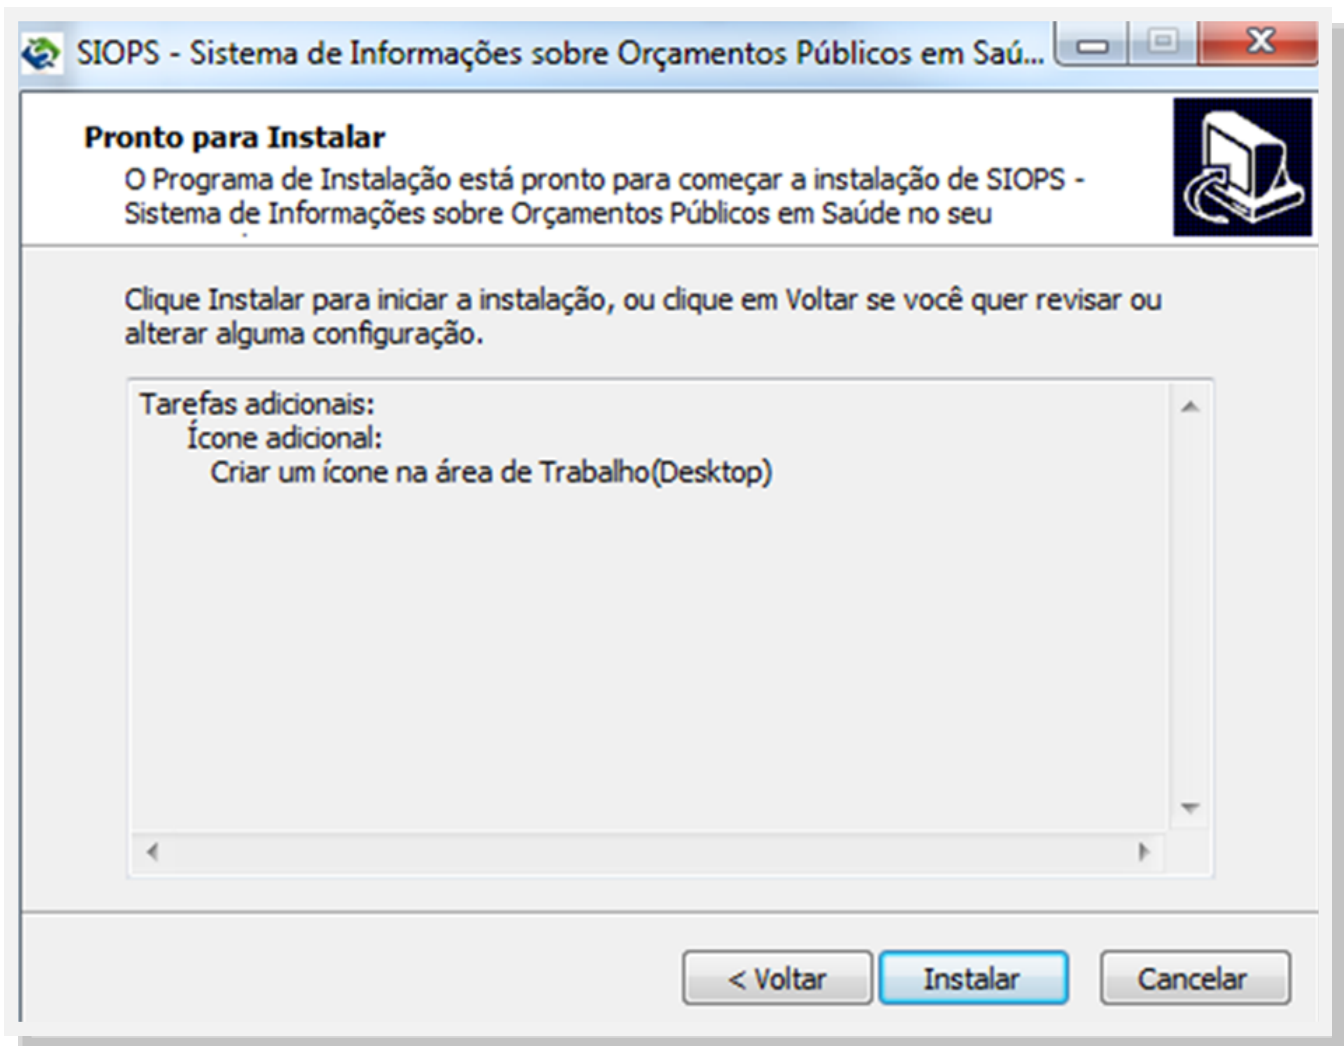 SIOPS - Sistema de Informações sobre Orçamentos Públicos em Saú...
Pronto para Instalar
O Programa de Instalação está pronto para começar a instalação de SIOPS -
Sistema de Informações sobre Orçamentos Públicos em Saúde no seu
Clique Instalar para iniciar a instalação, ou clique em Voltar se você quer revisar ou
alterar alguma configuração.
Tarefas adicionais:
Ícone adicional:
Criar um ícone na área de Trabalho(Desktop)
< Voltar
Instalar
Cancelar